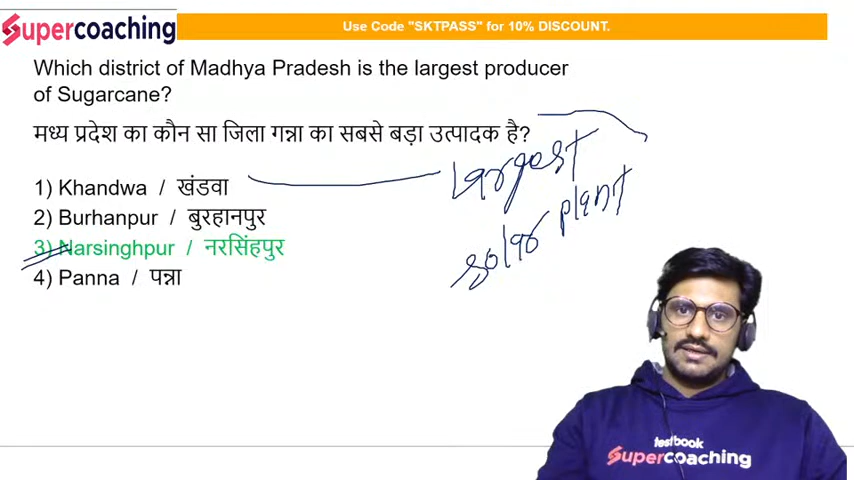 Supercoaching
Use Code "SKTPASS" for 10% DISCOUNT.
Which district of Madhya Pradesh is the largest producer
of Sugarcane?
मध्य प्रदेश का कौन सा जिला गन्ना का सबसे बड़ा उत्पादक है?
1) Khandwa / खंडवा
2) Burhanpur / बुरहानपुर
3) Narsinghpur / नरसिंहपुर
4) Panna / पन्ना
Largest
solar plant
testbook
Supercoaching